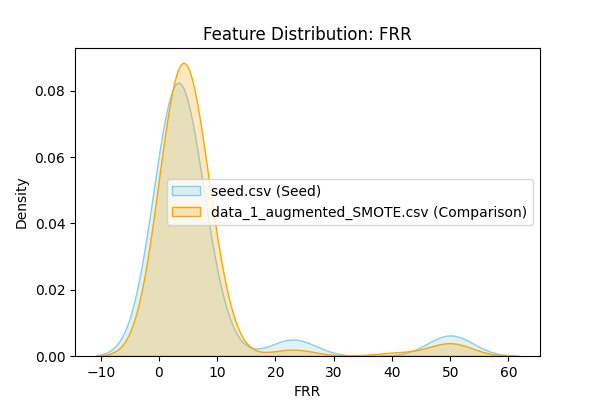 Feature Distribution: FRR
Density
0.08
0.06
0.04
0.02
0.00
seed.csv (Seed)
data_1_augmented_SMOTE.csv (Comparison)
−10
0
10
20
30
40
50
60
FRR